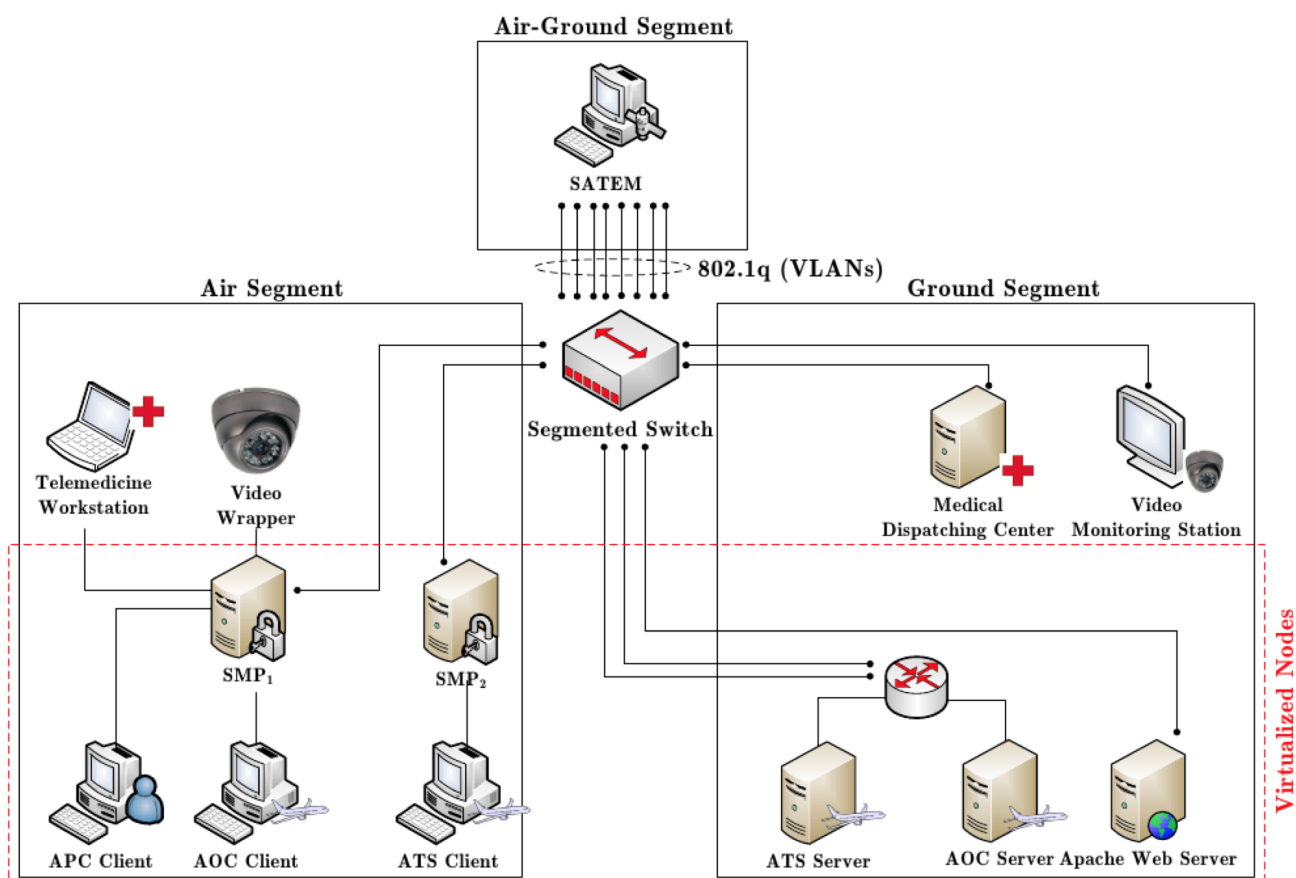 Air-Ground Segment
SATEM
802.1q (VLANs)
Air Segment
Ground Segment
Segmented Switch
Telemedicine
Workstation
Video
Wrapper
Medical
Dispatching Center
Video
Monitoring Station
SMP₁
SMP₂
Virtualized Nodes
APC Client
AOC Client
ATS Client
ATS Server
AOC Server
Apache Web Server